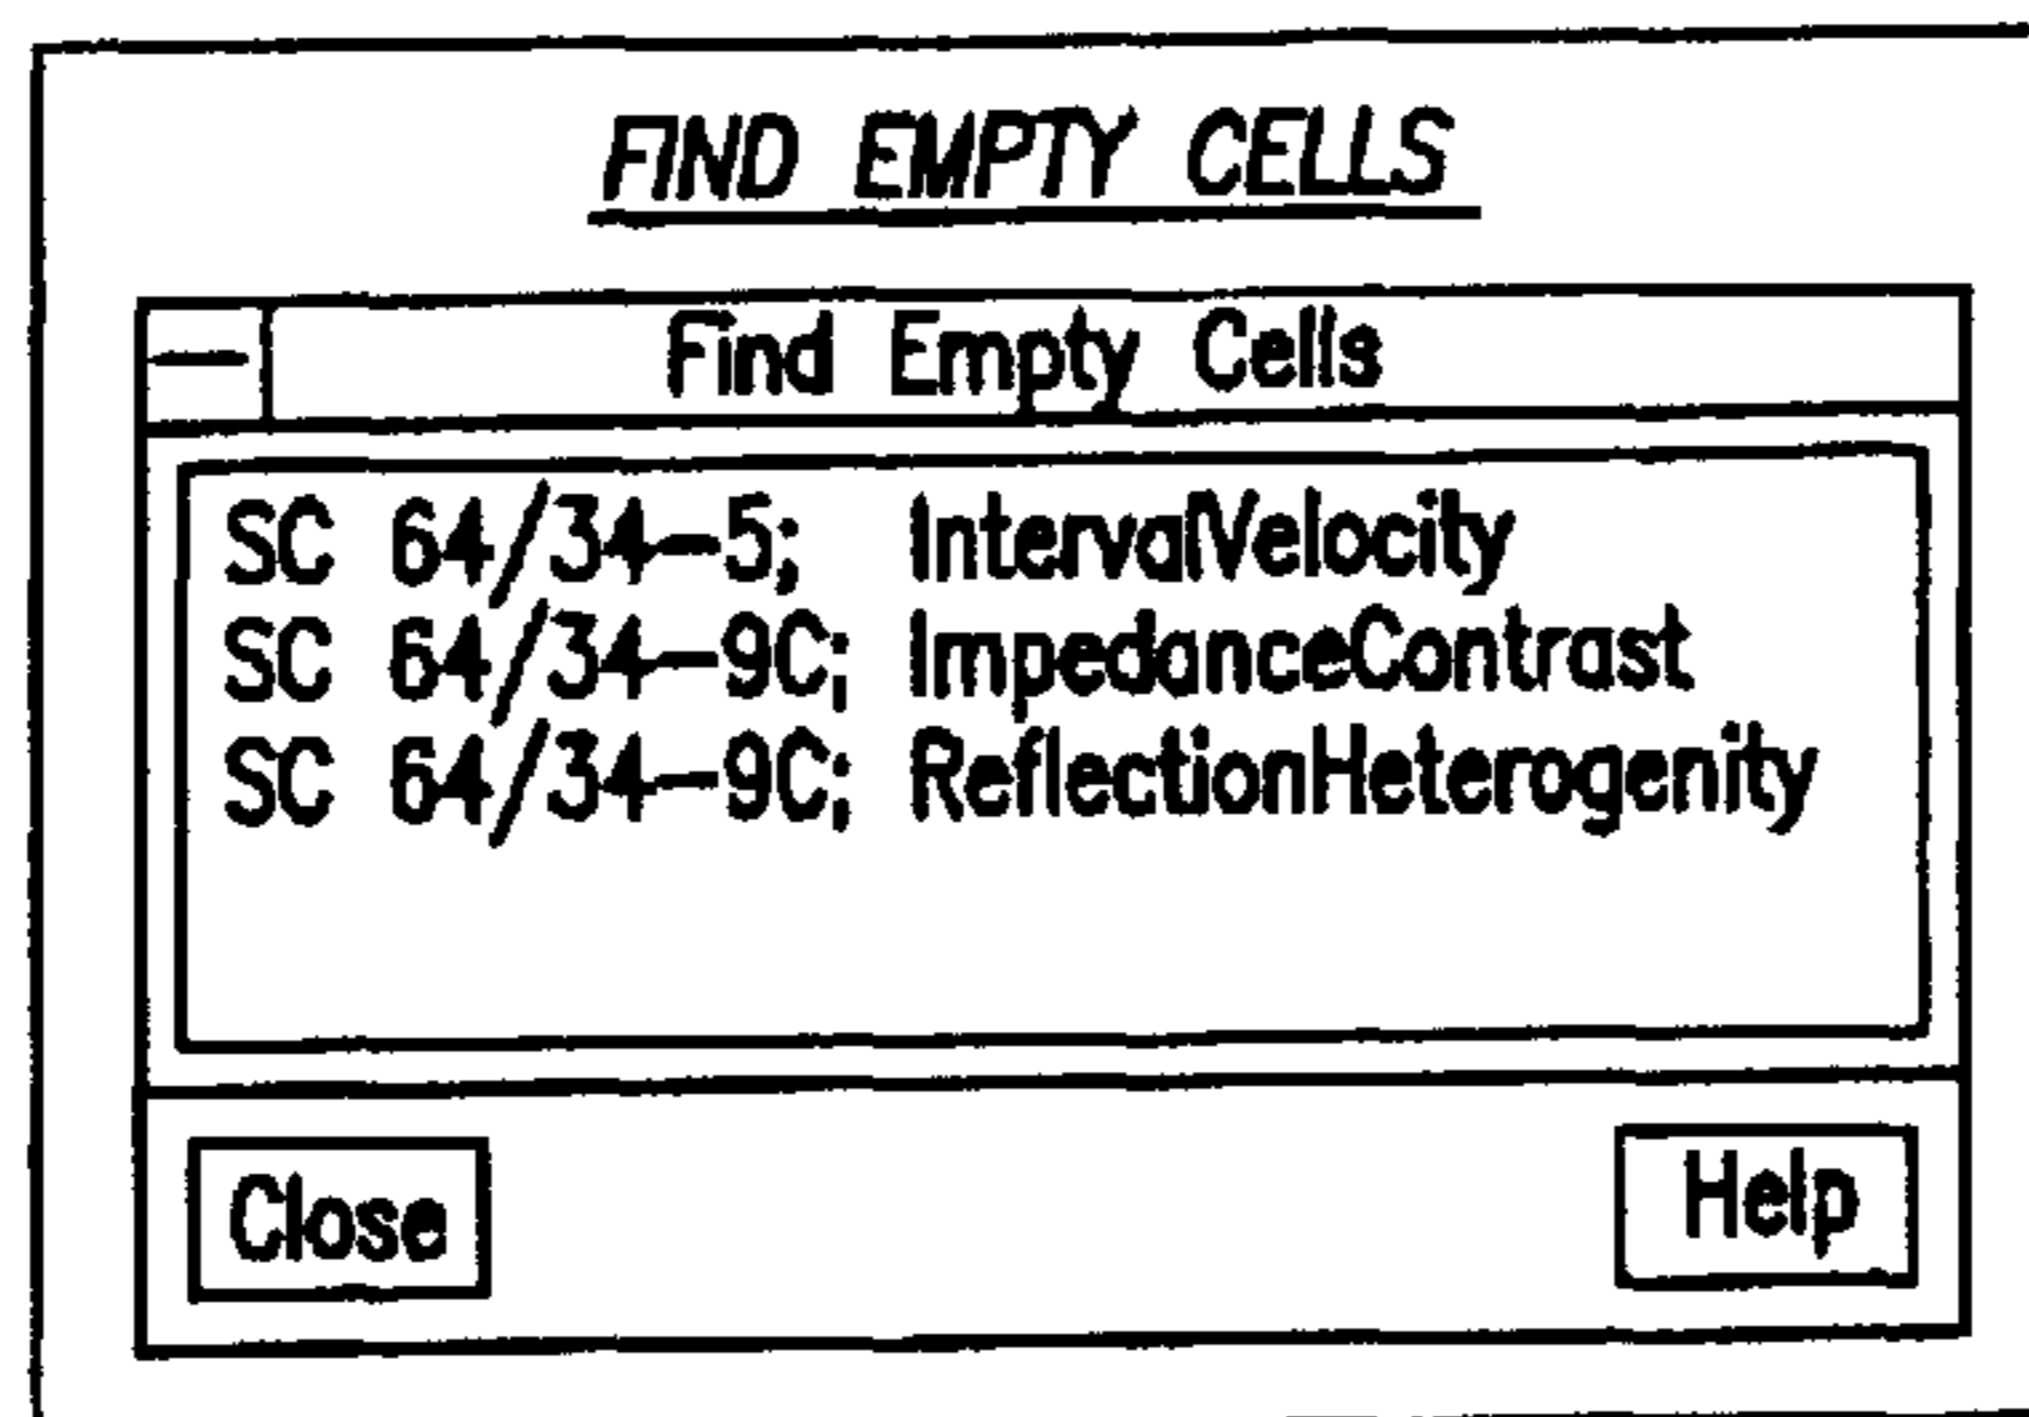 FIND EMPTY CELLS
Find Empty Cells
SC 64/34-5; IntervalVelocity
SC 64/34-9C; ImpedanceContrast
SC 64/34-9C; ReflectionHeterogenity
Close
Help